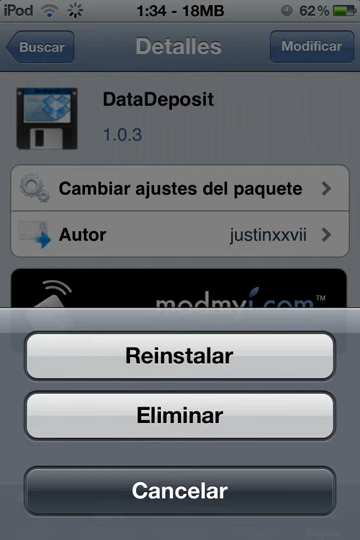 iPod 1:34 - 18MB 62%
Buscar Detalles Modificar
DataDeposit
1.0.3
Cambiar ajustes del paquete
Autor justinxxvii
modmyi.com™
Reinstalar
Eliminar
Cancelar